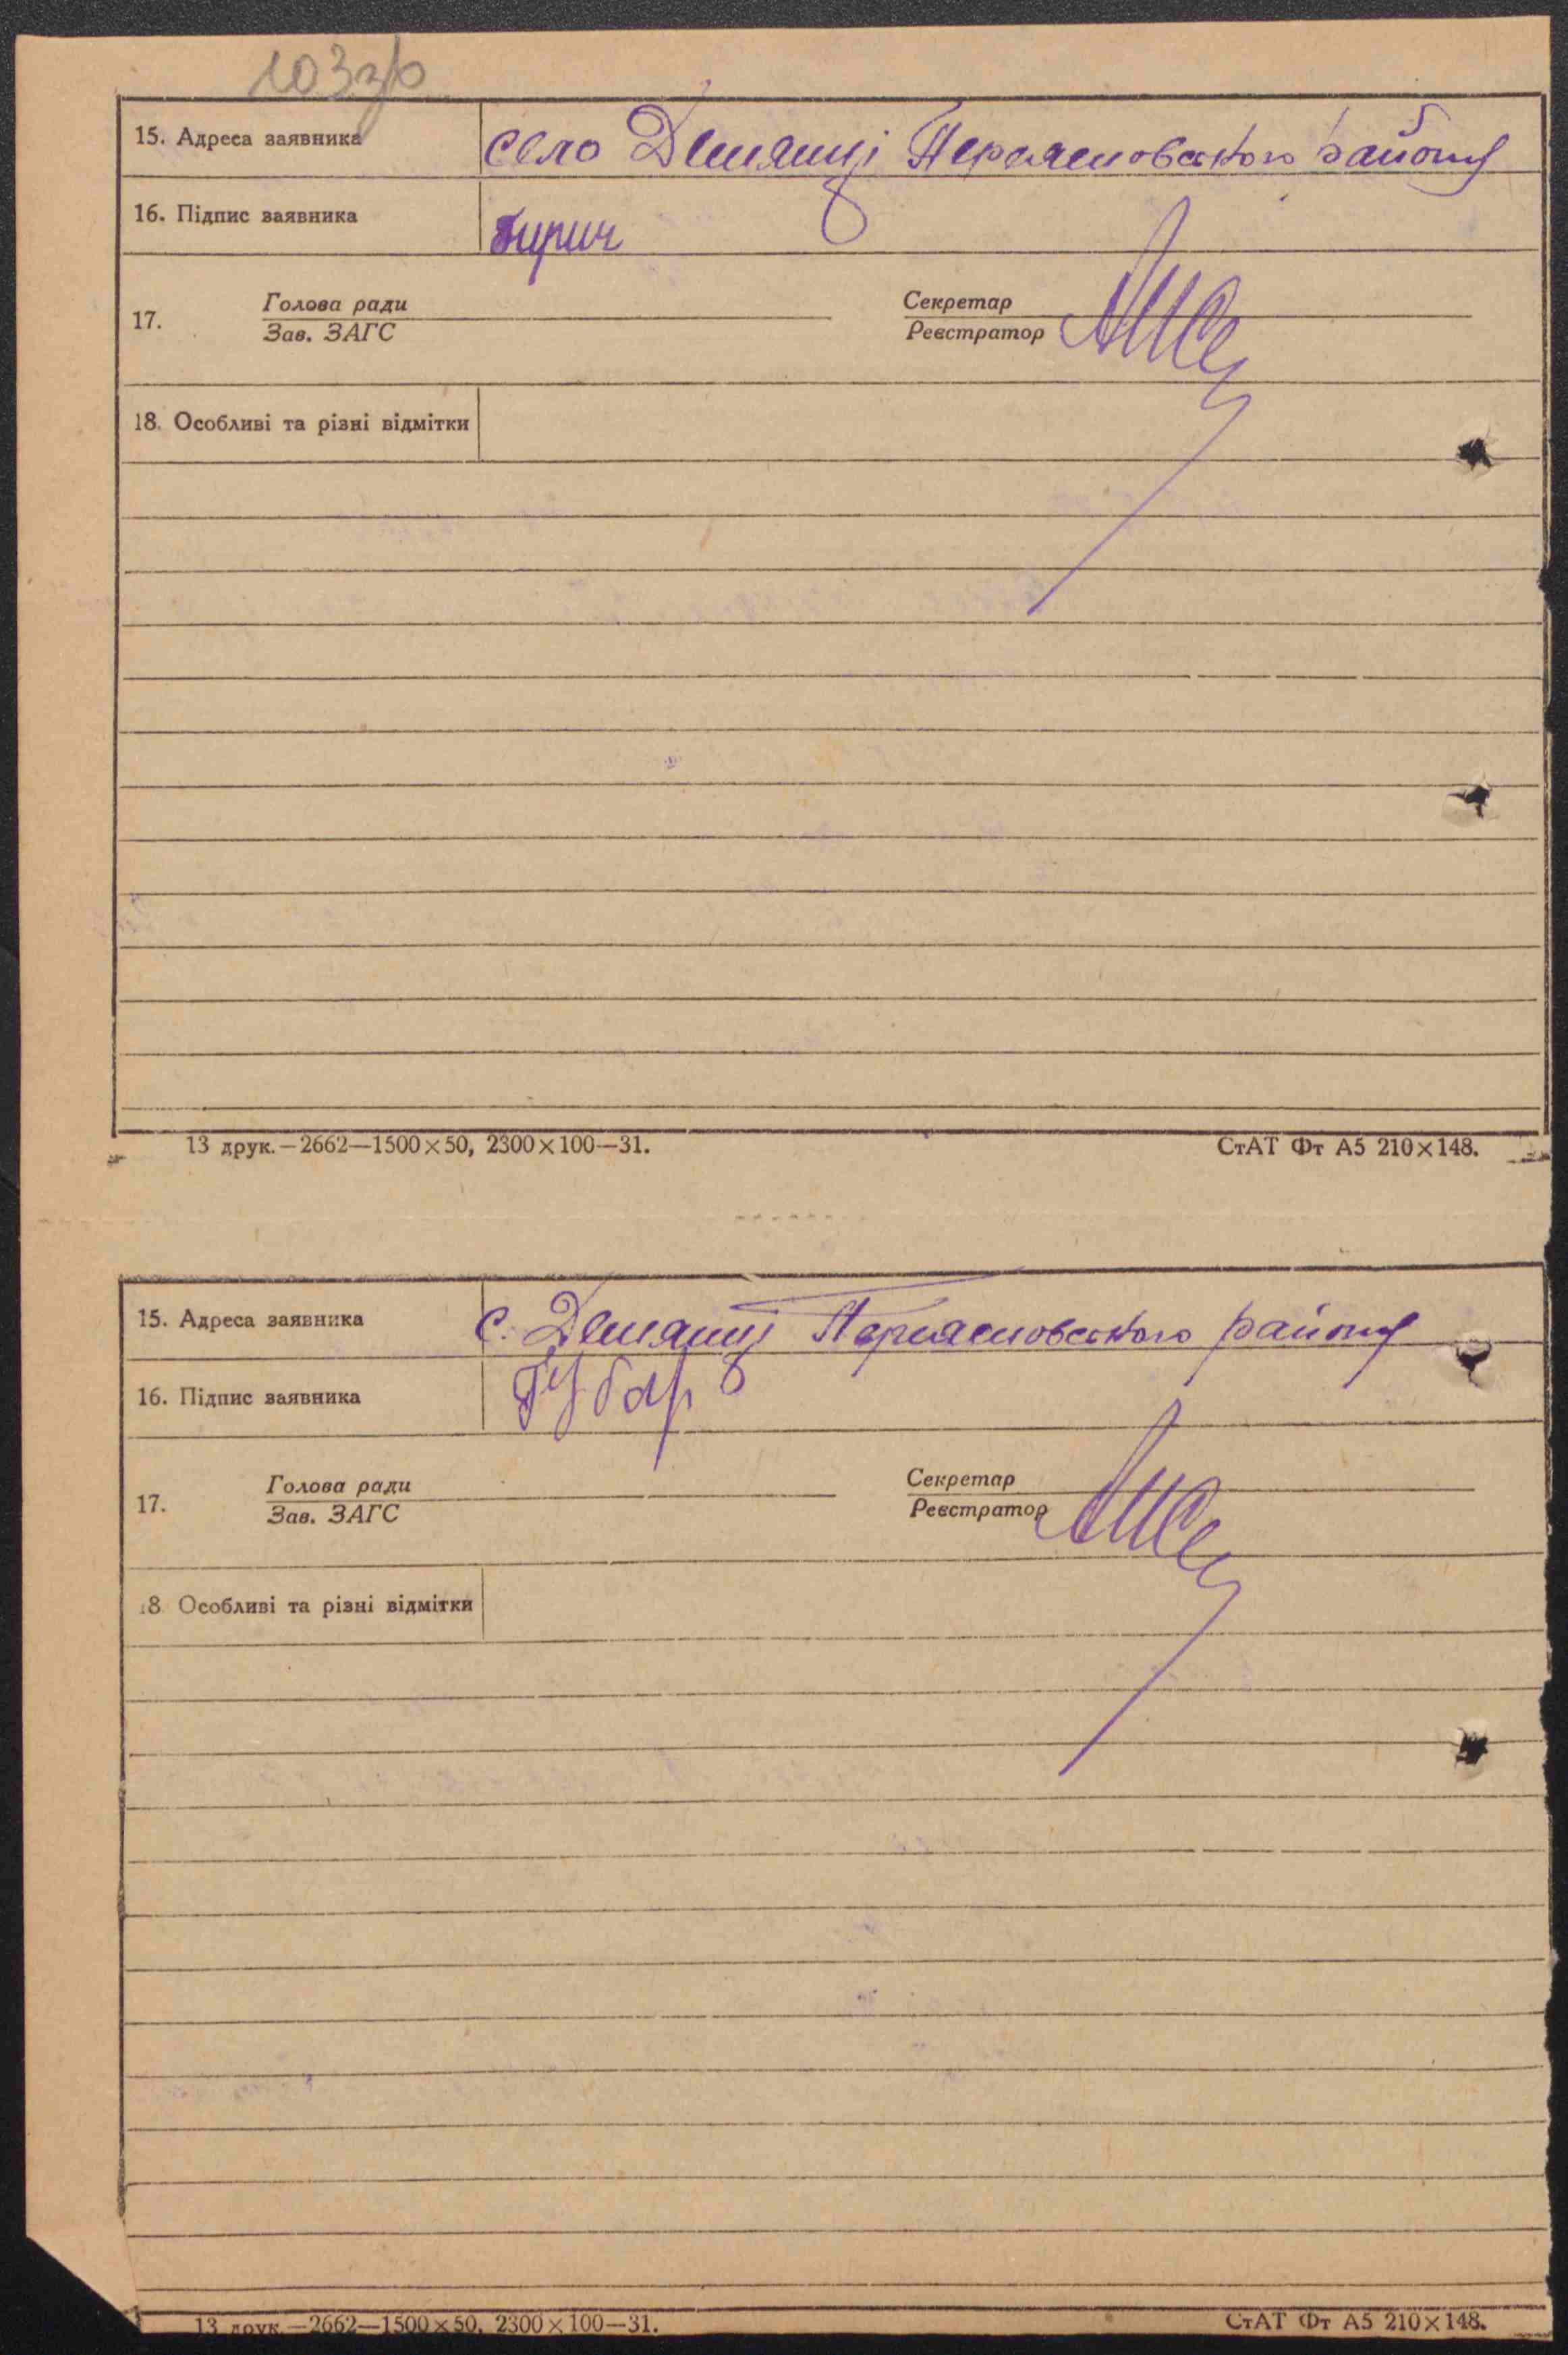 103зр
15. Адреса заявника село Демянці Переяславського району
16. Підпис заявника Бирич
17. Голова ради Секретар
Зав. ЗАГС Реєстратор
18. Особливі та різні відмітки
13 друк.—2662—1500×50, 2300×100—31. СтАТ Фт А5 210×148.
15. Адреса заявника с. Демянці Переяславського району
16. Підпис заявника Губар
17. Голова ради Секретар
Зав. ЗАГС Реєстратор
18 Особливі та різні відмітки
13 друк.—2662—1500×50, 2300×100—31. СтАТ Фт А5 210×148.